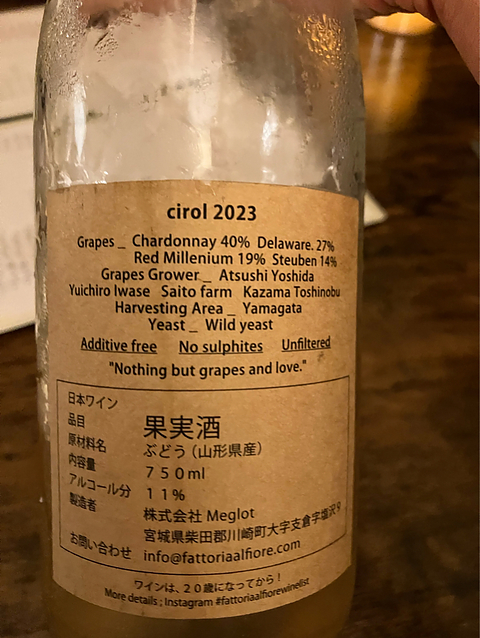 cirol 2023
Grapes _ Chardonnay 40% Delaware. 27%
Red Millenium 19% Steuben 14%
Grapes Grower _ Atsushi Yoshida
Yuichiro Iwase Saito farm Kazama Toshinobu
Harvesting Area _ Yamagata
Yeast _ Wild yeast
Additive free No sulphites Unfiltered
"Nothing but grapes and love."
日本ワイン
品目 果実酒
原材料名 ぶどう（山形県産）
内容量 ７５０ml
アルコール分 １１%
製造者 株式会社 Meglot
宮城県柴田郡川崎町大字支倉字塩沢９
お問い合わせ info@fattoriaalfiore.com
ワインは、２０歳になってから！
More details ; Instagram #fattoriaalfiorewinelist